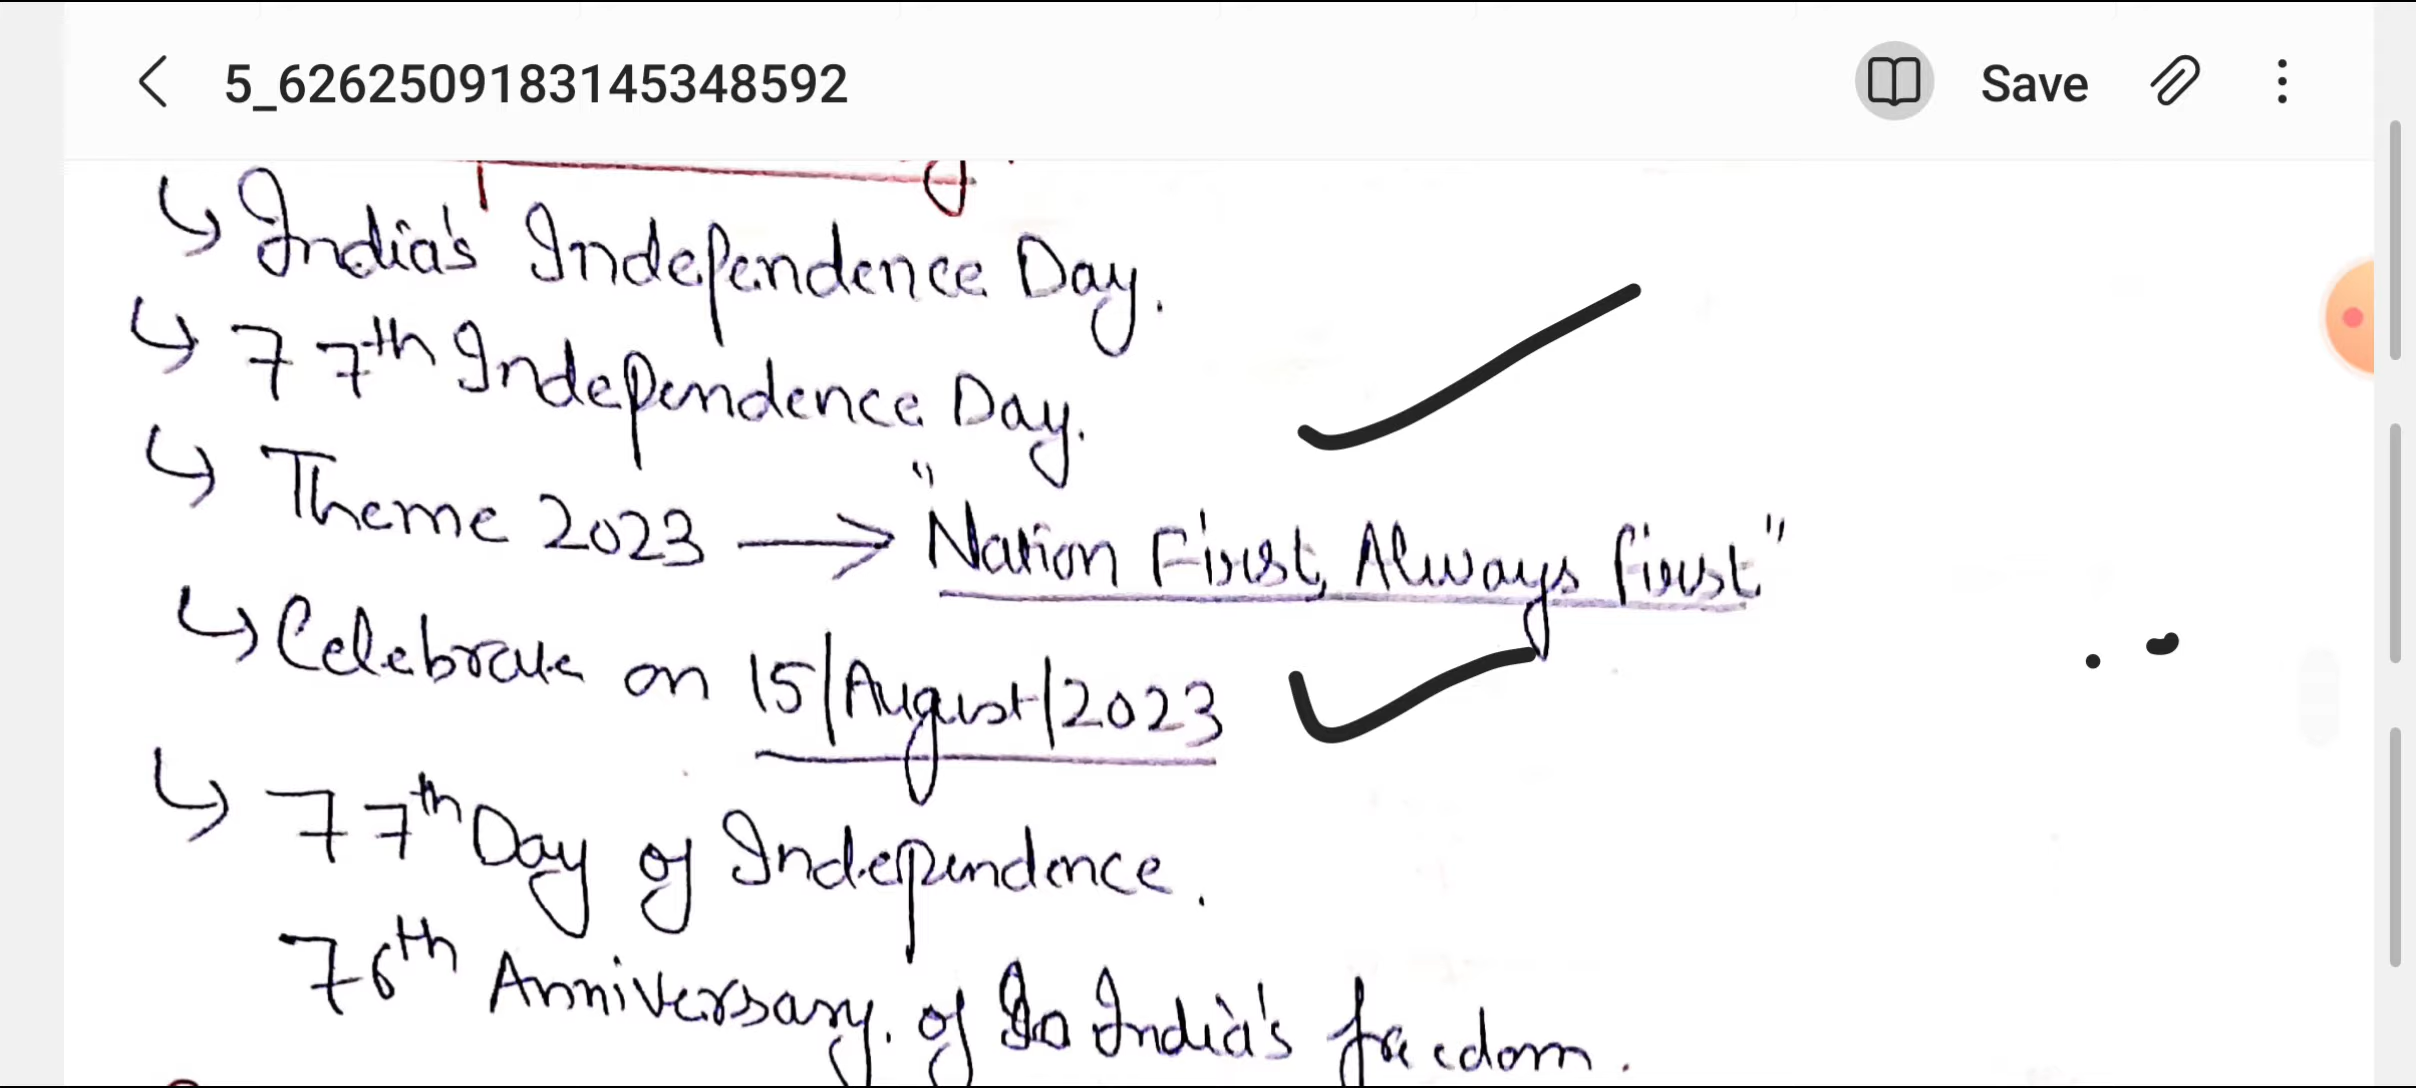 5_6262509183145348592
Save
↳ India's Independence Day.
↳ 77th Independence Day.
↳ Theme 2023 → "Nation First, Always first"
↳ Celebrate on 15/August/2023
↳ 77th Day of Independence.
76th Anniversary. of India's freedom.